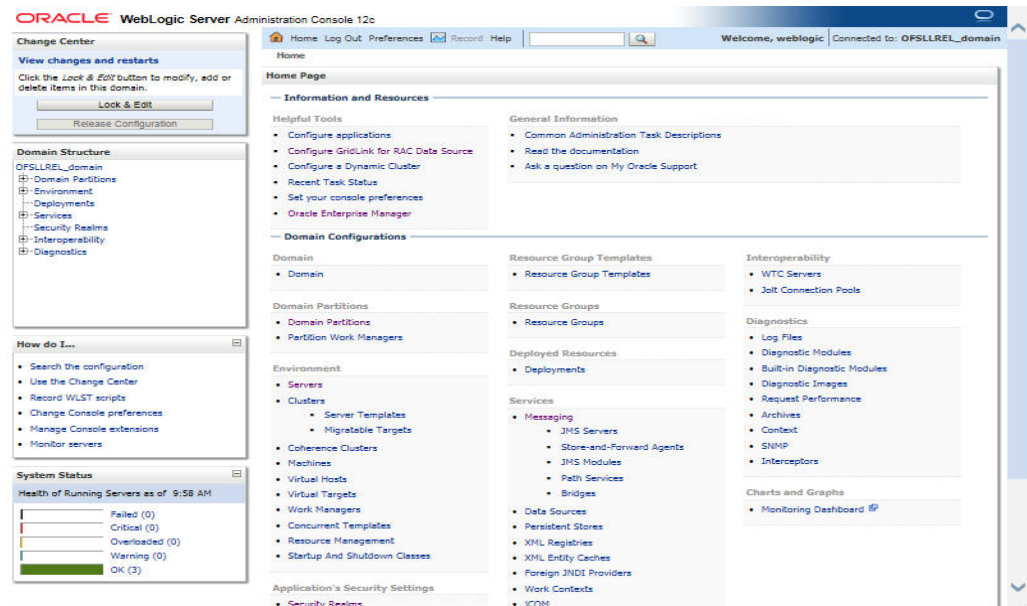 ORACLE WebLogic Server Administration Console 12c
Change Center
View changes and restarts
Click the Lock & Edit button to modify, add or
delete items in this domain.
Lock & Edit
Release Configuration
Domain Structure
OFSLLREL_domain
Domain Partitions
Environment
Deployments
Services
Security Realms
Interoperability
Diagnostics
How do I...
Search the configuration
Use the Change Center
Record WLST scripts
Change Console preferences
Manage Console extensions
Monitor servers
System Status
Health of Running Servers as of 9:58 AM
Failed (0)
Critical (0)
Overloaded (0)
Warning (0)
OK (3)
Home Log Out Preferences Record Help
Welcome, weblogic Connected to: OFSLLREL_domain
Home
Home Page
Information and Resources
Helpful Tools
Configure applications
Configure GridLink for RAC Data Source
Configure a Dynamic Cluster
Recent Task Status
Set your console preferences
Oracle Enterprise Manager
General Information
Common Administration Task Descriptions
Read the documentation
Ask a question on My Oracle Support
Domain Configurations
Domain
Domain
Domain Partitions
Domain Partitions
Partition Work Managers
Environment
Servers
Clusters
Server Templates
Migratable Targets
Coherence Clusters
Machines
Virtual Hosts
Virtual Targets
Work Managers
Concurrent Templates
Resource Management
Startup And Shutdown Classes
Application's Security Settings
Security Realms
Resource Group Templates
Resource Group Templates
Resource Groups
Resource Groups
Deployed Resources
Deployments
Services
Messaging
JMS Servers
Store-and-Forward Agents
JMS Modules
Path Services
Bridges
Data Sources
Persistent Stores
XML Registries
XML Entity Caches
Foreign JNDI Providers
Work Contexts
jCOM
Interoperability
WTC Servers
Jolt Connection Pools
Diagnostics
Log Files
Diagnostic Modules
Built-in Diagnostic Modules
Diagnostic Images
Request Performance
Archives
Context
SNMP
Interceptors
Charts and Graphs
Monitoring Dashboard